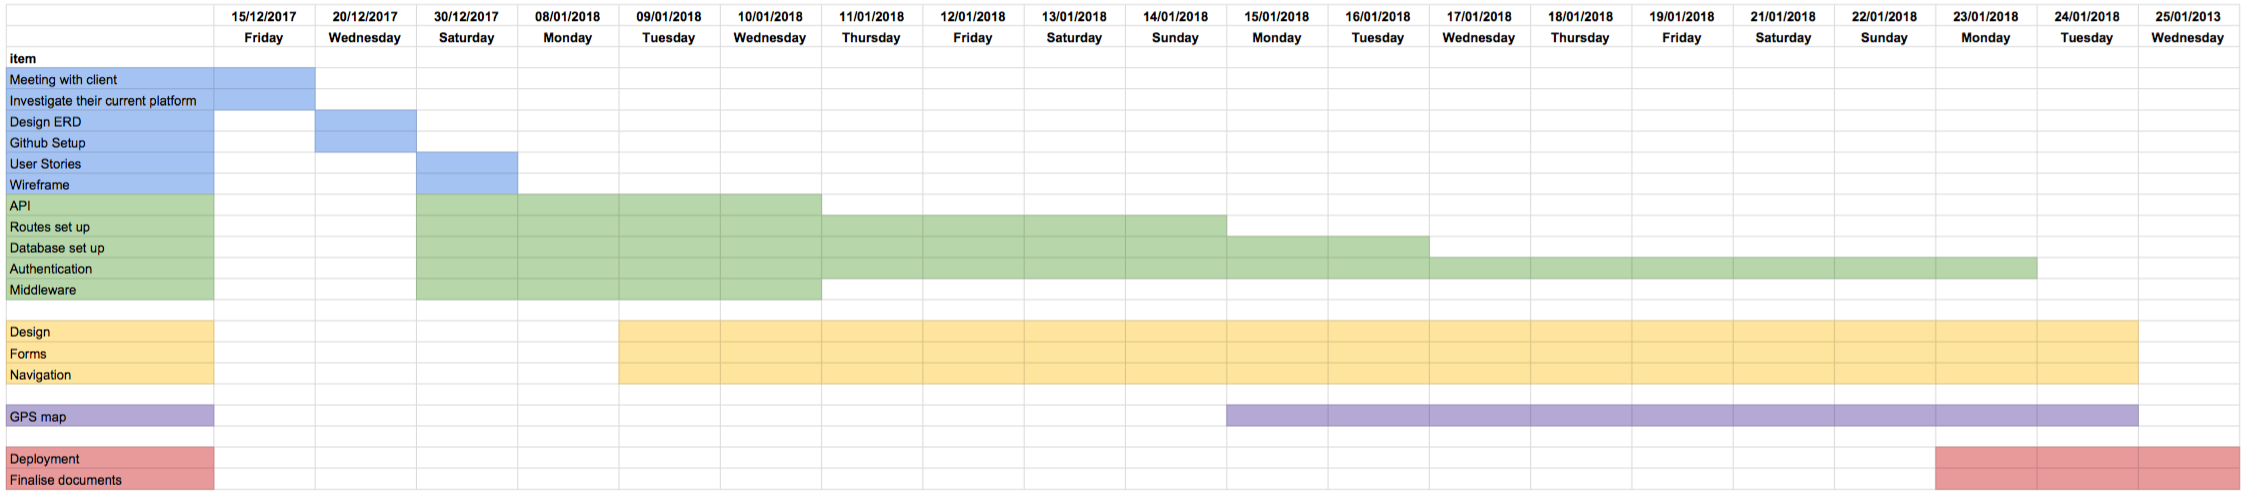 15/12/2017 20/12/2017 30/12/2017 08/01/2018 09/01/2018 10/01/2018 11/01/2018 12/01/2018 13/01/2018 14/01/2018 15/01/2018 16/01/2018 17/01/2018 18/01/2018 19/01/2018 21/01/2018 22/01/2018 23/01/2018 24/01/2018 25/01/2013
Friday Wednesday Saturday Monday Tuesday Wednesday Thursday Friday Saturday Sunday Monday Tuesday Wednesday Thursday Friday Saturday Sunday Monday Tuesday Wednesday
item
Meeting with client
Investigate their current platform
Design ERD
Github Setup
User Stories
Wireframe
API
Routes set up
Database set up
Authentication
Middleware
Design
Forms
Navigation
GPS map
Deployment
Finalise documents